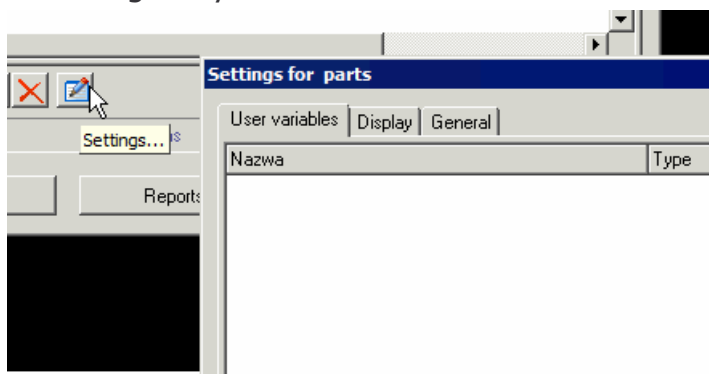 Settings for parts
User variables Display General
Settings...
Nazwa Type
Reports